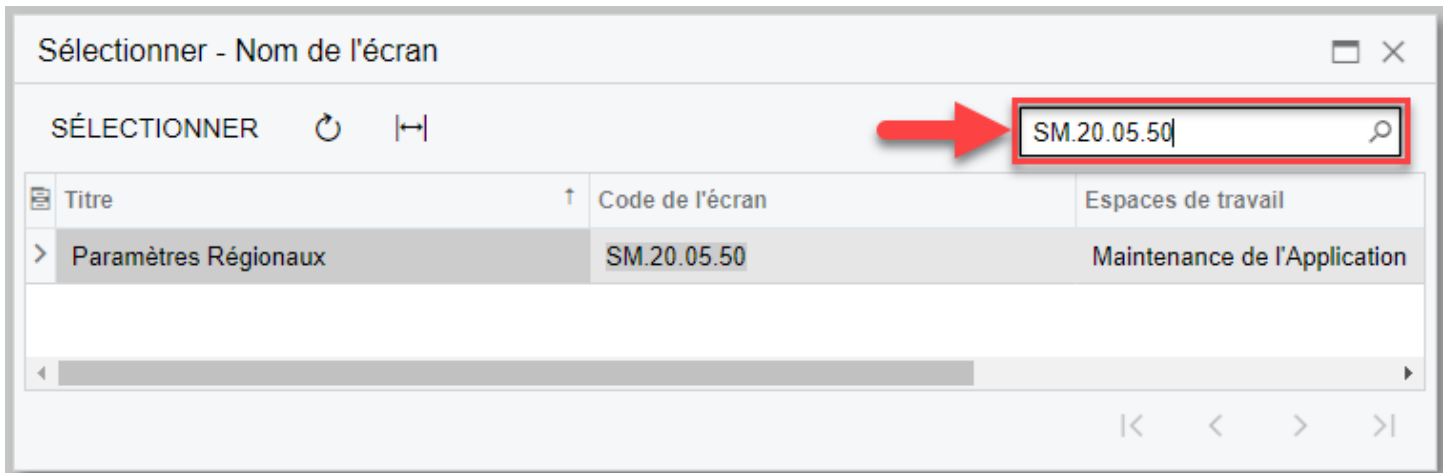 Sélectionner - Nom de l'écran
SÉLECTIONNER SM.20.05.50
Titre Code de l'écran Espaces de travail
Paramètres Régionaux SM.20.05.50 Maintenance de l'Application